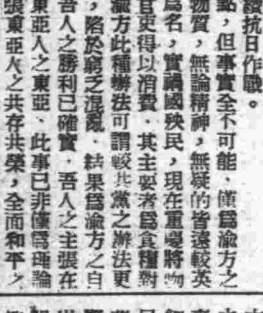 續抗日作戰。
點，但事實全不可能、僅爲渝方之
物質，無論精神，無疑的皆遠較英
爲名，實禍國殃民，現在重慶將物
官更得以消費．其主要者爲食糧對
渝方此種辦法可謂較共黨之辦法更
，陷於窮乏混亂．結果爲渝方之自
吾人之勝利已確實．吾人之主張在
東亞人之東亞．此事已非僅爲理論
張東亞人之共存共榮，全面和平之